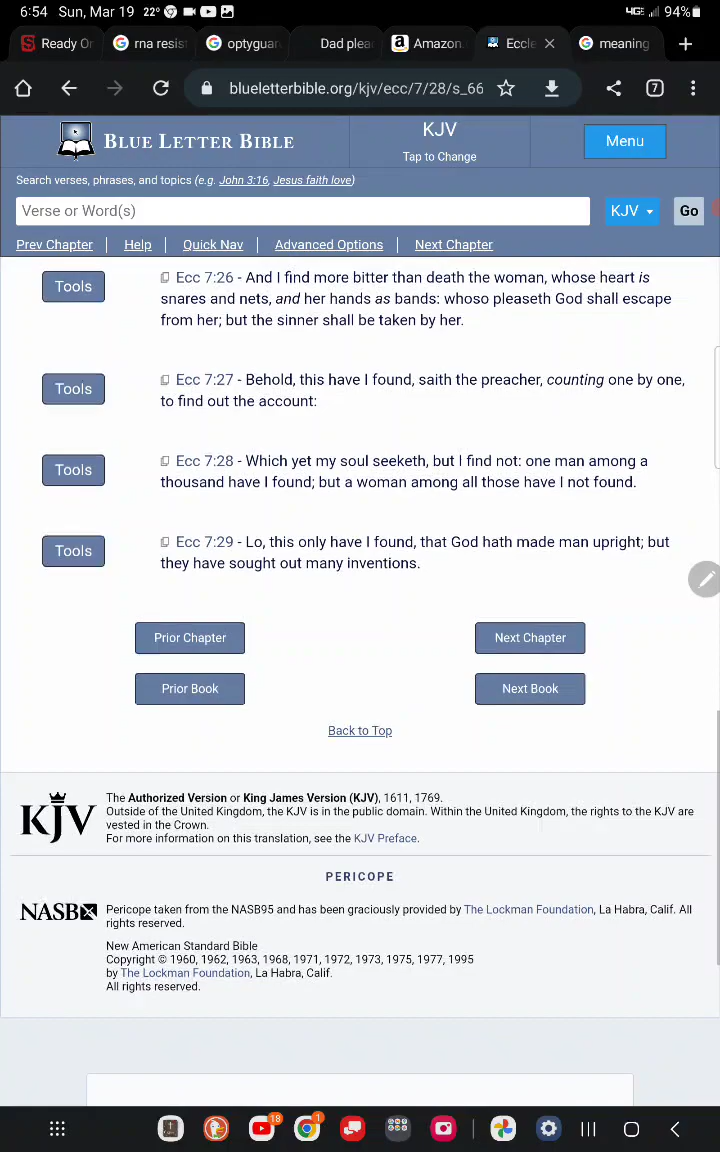 6:54 Sun, Mar 19 22° 94%
Ready Or
rna resist
optyguar
Dad plea
Amazon.
Eccle
meaning
blueletterbible.org/kjv/ecc/7/28/s_66
7
BLUE LETTER BIBLE
KJV
Tap to Change
Menu
Search verses, phrases, and topics (e.g. John 3:16, Jesus faith love)
Verse or Word(s)
KJV
Go
Prev Chapter | Help | Quick Nav | Advanced Options | Next Chapter
Tools
Ecc 7:26 - And I find more bitter than death the woman, whose heart is
snares and nets, and her hands as bands: whoso pleaseth God shall escape
from her; but the sinner shall be taken by her.
Tools
Ecc 7:27 - Behold, this have I found, saith the preacher, counting one by one,
to find out the account:
Tools
Ecc 7:28 - Which yet my soul seeketh, but I find not: one man among a
thousand have I found; but a woman among all those have I not found.
Tools
Ecc 7:29 - Lo, this only have I found, that God hath made man upright; but
they have sought out many inventions.
Prior Chapter
Next Chapter
Prior Book
Next Book
Back to Top
KJV
The Authorized Version or King James Version (KJV), 1611, 1769.
Outside of the United Kingdom, the KJV is in the public domain. Within the United Kingdom, the rights to the KJV are
vested in the Crown.
For more information on this translation, see the KJV Preface.
PERICOPE
NASB
Pericope taken from the NASB95 and has been graciously provided by The Lockman Foundation, La Habra, Calif. All
rights reserved.
New American Standard Bible
Copyright © 1960, 1962, 1963, 1968, 1971, 1972, 1973, 1975, 1977, 1995
by The Lockman Foundation, La Habra, Calif.
All rights reserved.
18
1